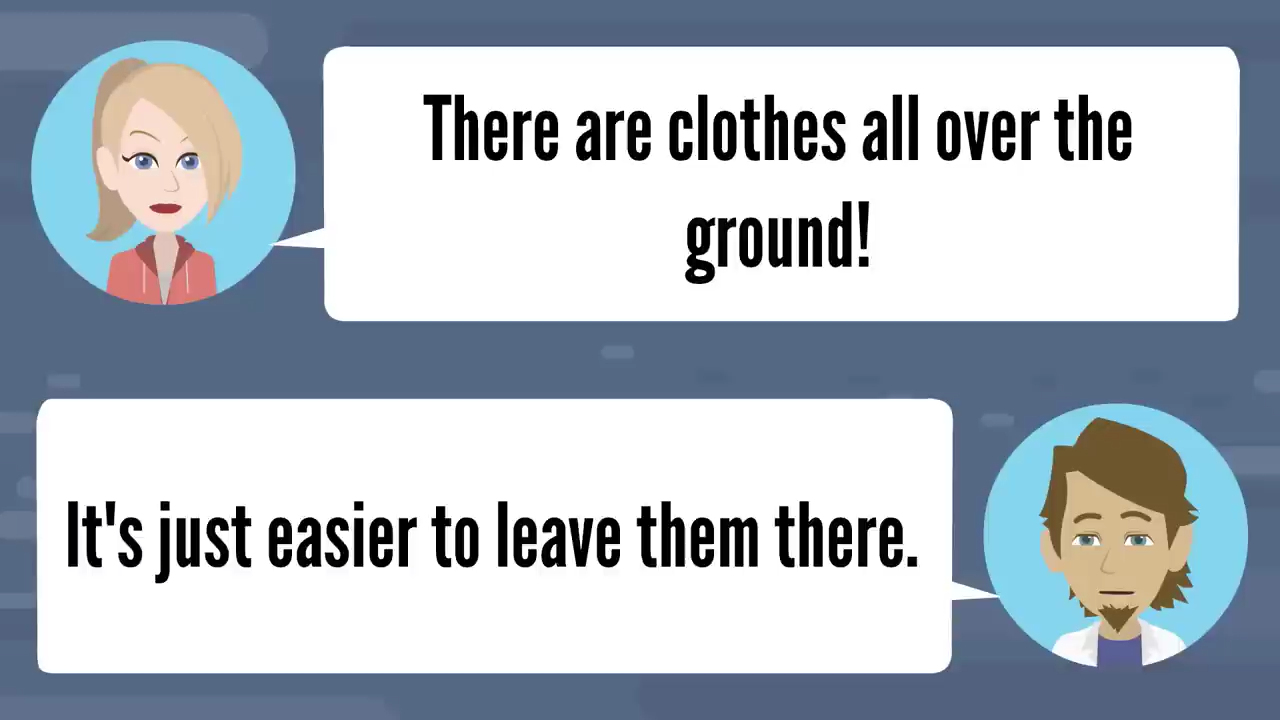 There are clothes all over the
ground!
It's just easier to leave them there.